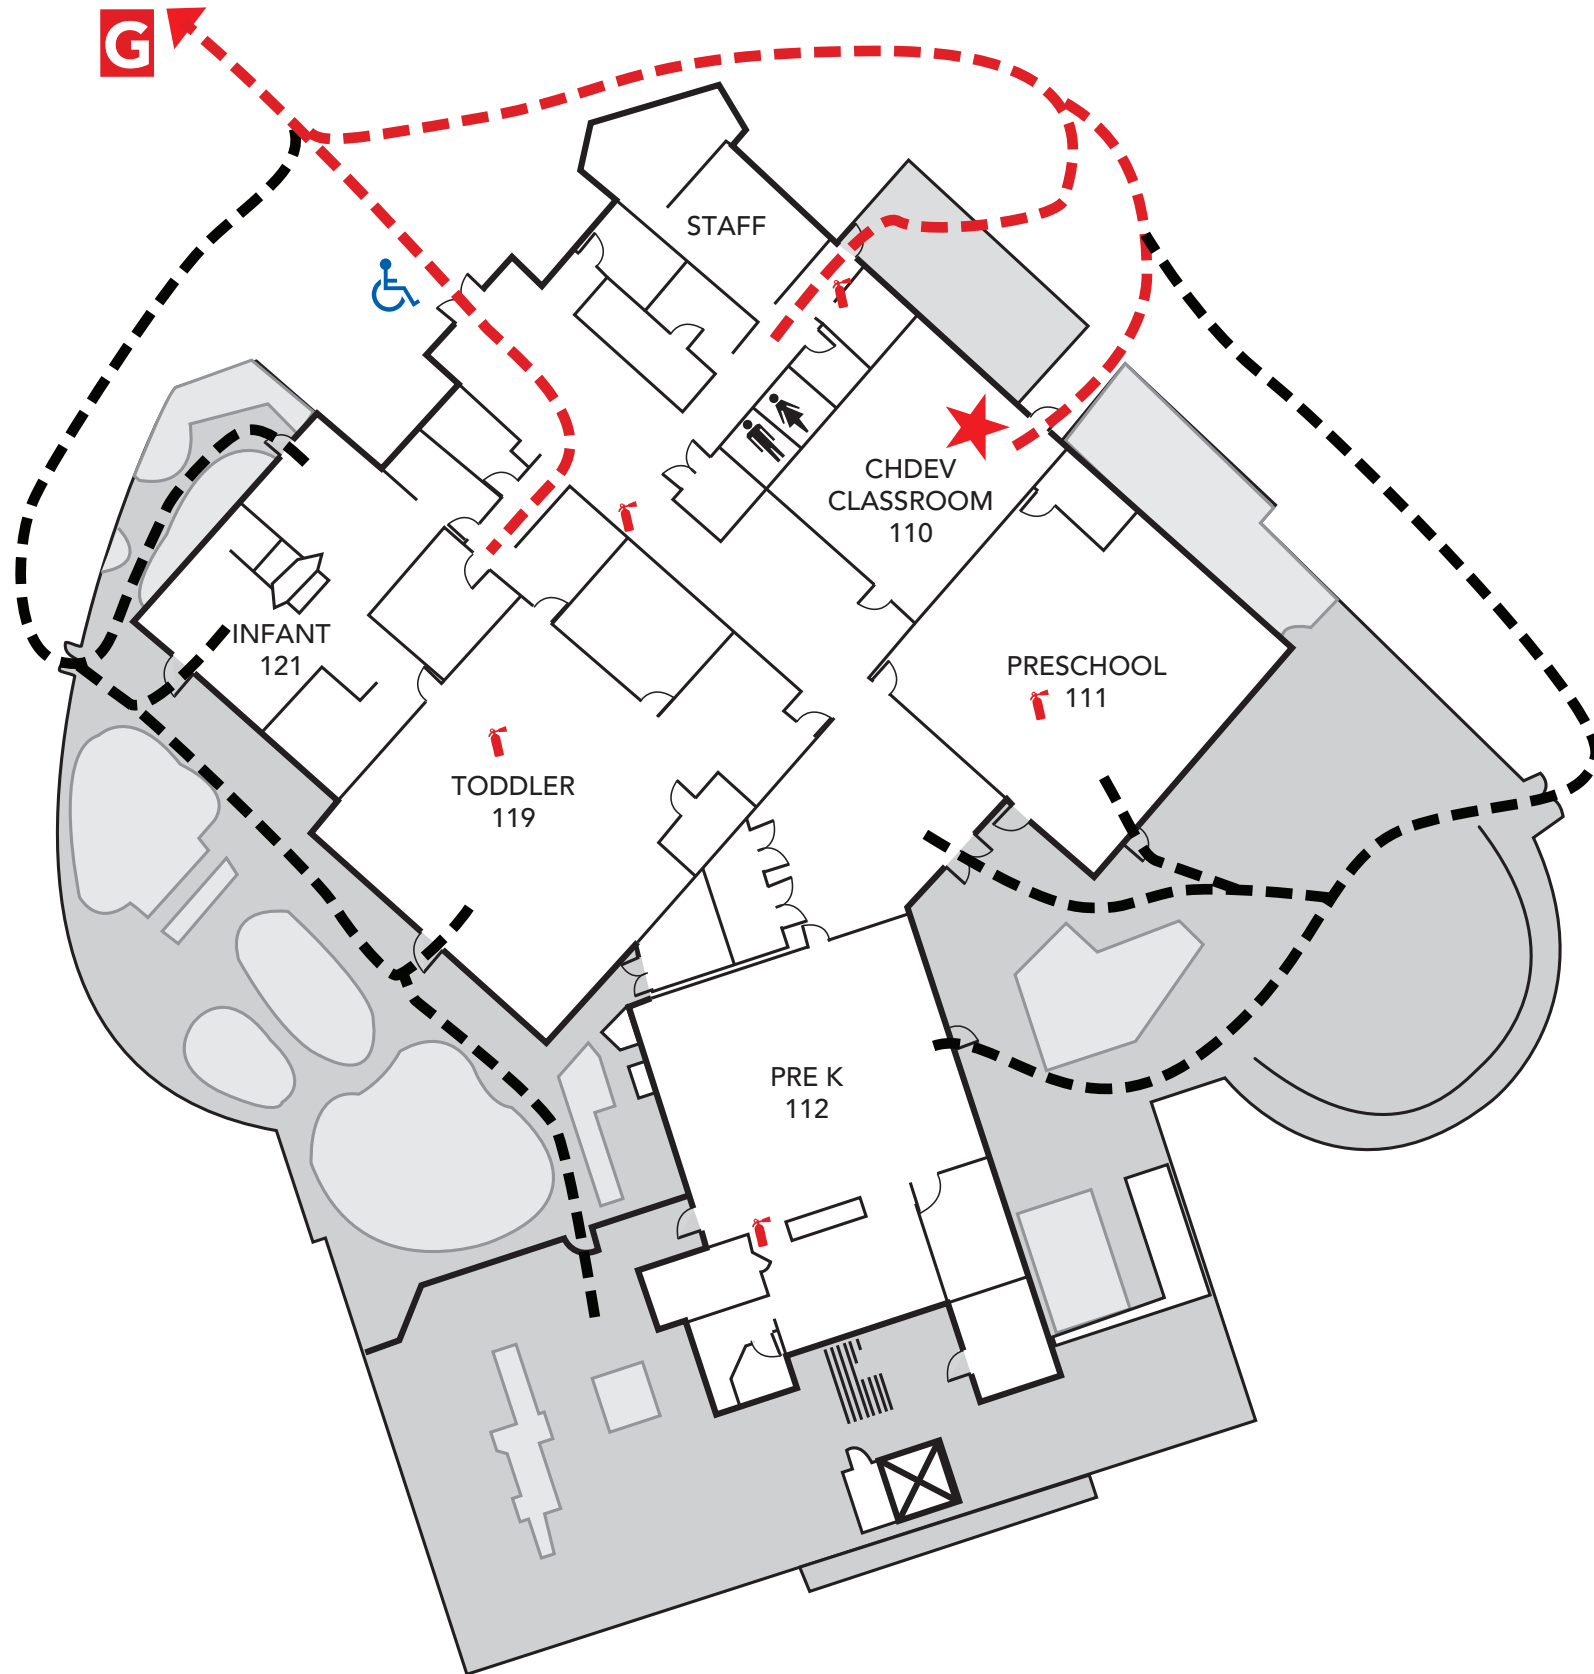 G
STAFF
CHDEV
CLASSROOM
110
INFANT
121
PRESCHOOL
111
TODDLER
119
PRE K
112